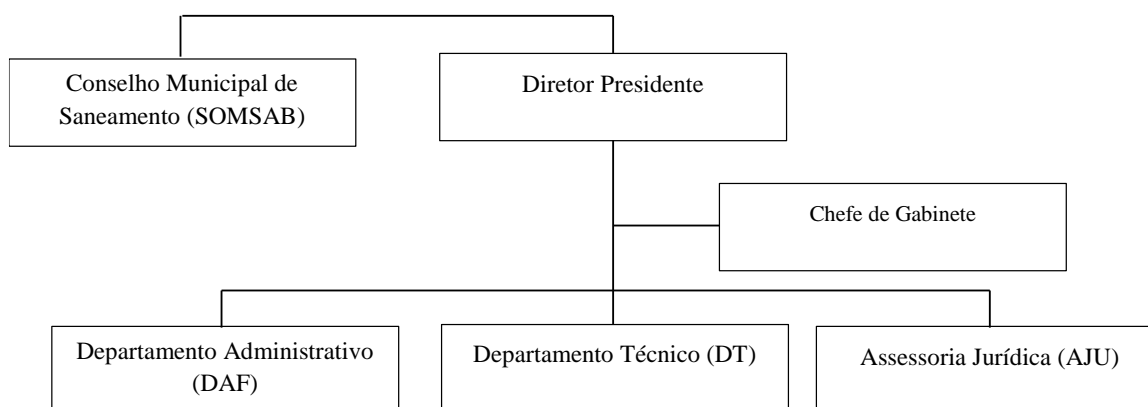 Conselho Municipal de
Saneamento (SOMSAB)
Diretor Presidente
Chefe de Gabinete
Departamento Administrativo
(DAF)
Departamento Técnico (DT)
Assessoria Jurídica (AJU)